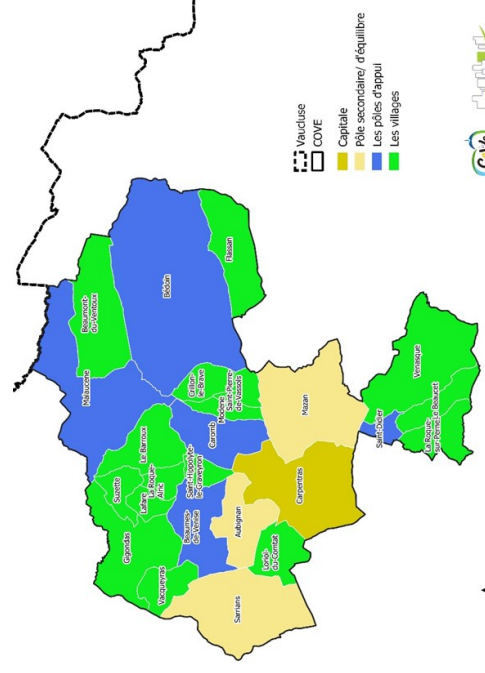 Vaucluse
COVE
Capitale
Pôle secondaire/ d'équilibre
Les pôles d'appui
Les villages
Malaucène
Beaumont-
du-Ventoux
Bédoin
Flassan
Suzette
Lafare
La Roque-
Alric
Le Barroux
Gigondas
Vacqueyras
Beaumes-
de-Venise
Saint-Hippolyte-
le-Graveyron
Caromb
Crillon-
le-Brave
Modène
Saint-Pierre-
de-Vassols
Sarrians
Aubignan
Loriol-
du-Comtat
Carpentras
Mazan
Saint-Didier
Venasque
La Roque-
sur-Pernes
Le Beaucet